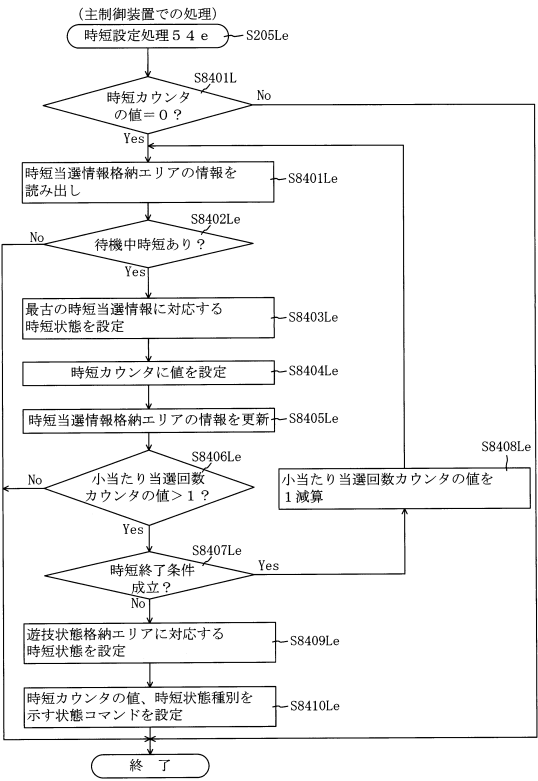 （主制御装置での処理）
時短設定処理５４ｅ
S205Le
S8401L
時短カウンタ
の値＝０？
No
Yes
時短当選情報格納エリアの情報を
読み出し
S8401Le
S8402Le
待機中時短あり？
No
Yes
最古の時短当選情報に対応する
時短状態を設定
S8403Le
時短カウンタに値を設定
S8404Le
時短当選情報格納エリアの情報を更新
S8405Le
S8406Le
小当たり当選回数
カウンタの値＞１？
No
Yes
S8408Le
小当たり当選回数カウンタの値を
１減算
S8407Le
時短終了条件
成立？
Yes
No
遊技状態格納エリアに対応する
時短状態を設定
S8409Le
時短カウンタの値、時短状態種別を
示す状態コマンドを設定
S8410Le
終　了